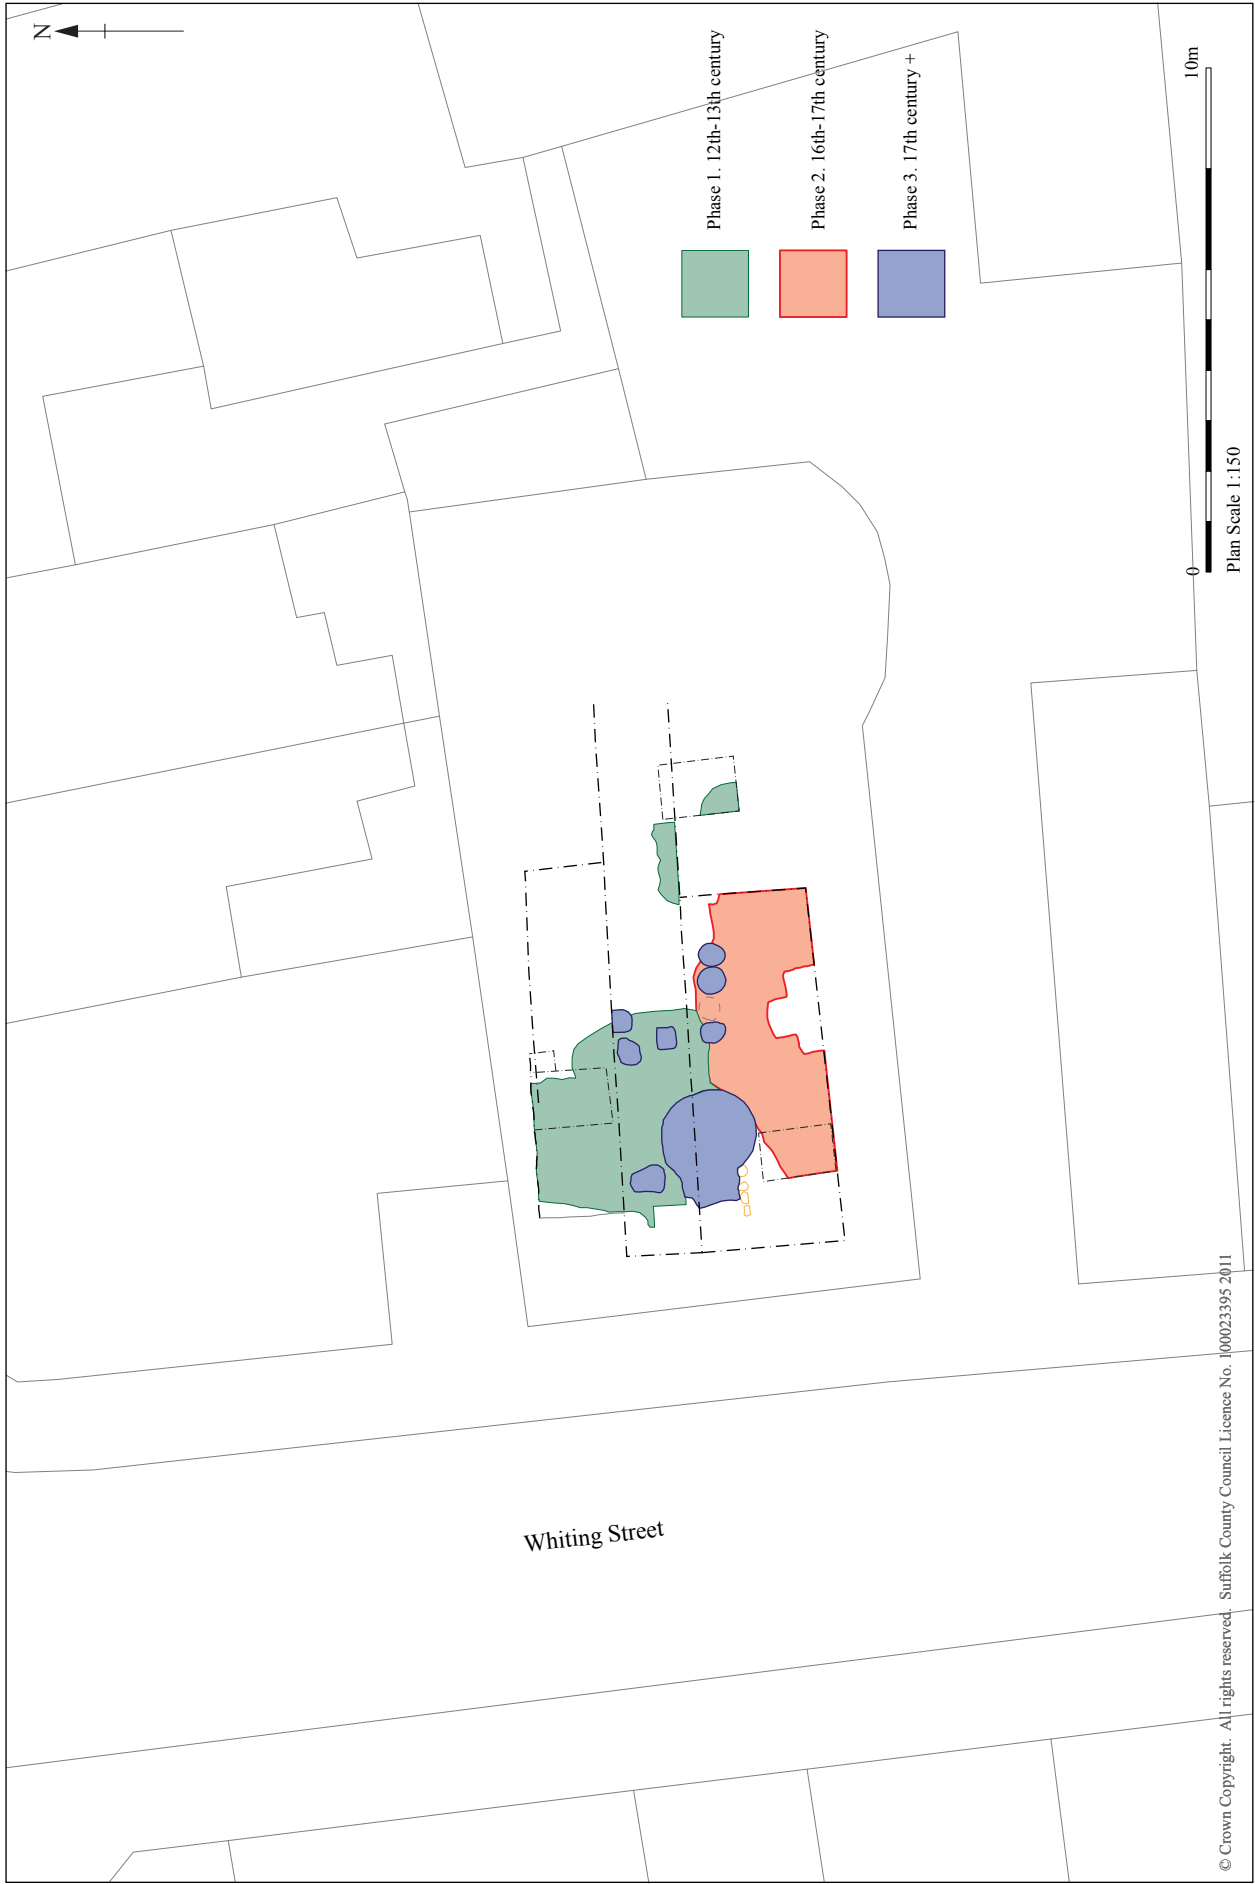 N
Phase 1. 12th-13th century
Phase 2. 16th-17th century
Phase 3. 17th century +
Whiting Street
0
10m
Plan Scale 1:150
© Crown Copyright. All rights reserved. Suffolk County Council Licence No. 100023395 2011